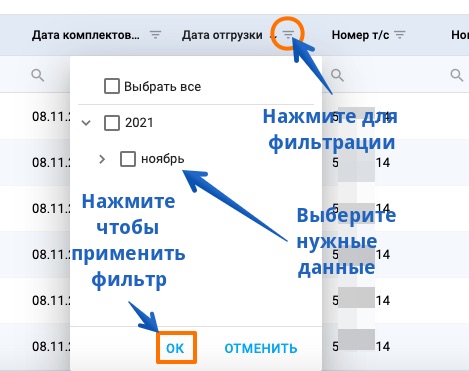 Дата комплектов... Дата отгрузки Номер т/с Но
Выбрать все
2021
ноябрь
Нажмите для
фильтрации
Нажмите
чтобы
применить
фильтр
Выберите
нужные
данные
08.11.2 5 14
08.11.2 5 14
08.11.2 5 14
08.11.2 5 14
08.11.2 5 14
08.11.2 5 14
ОК ОТМЕНИТЬ